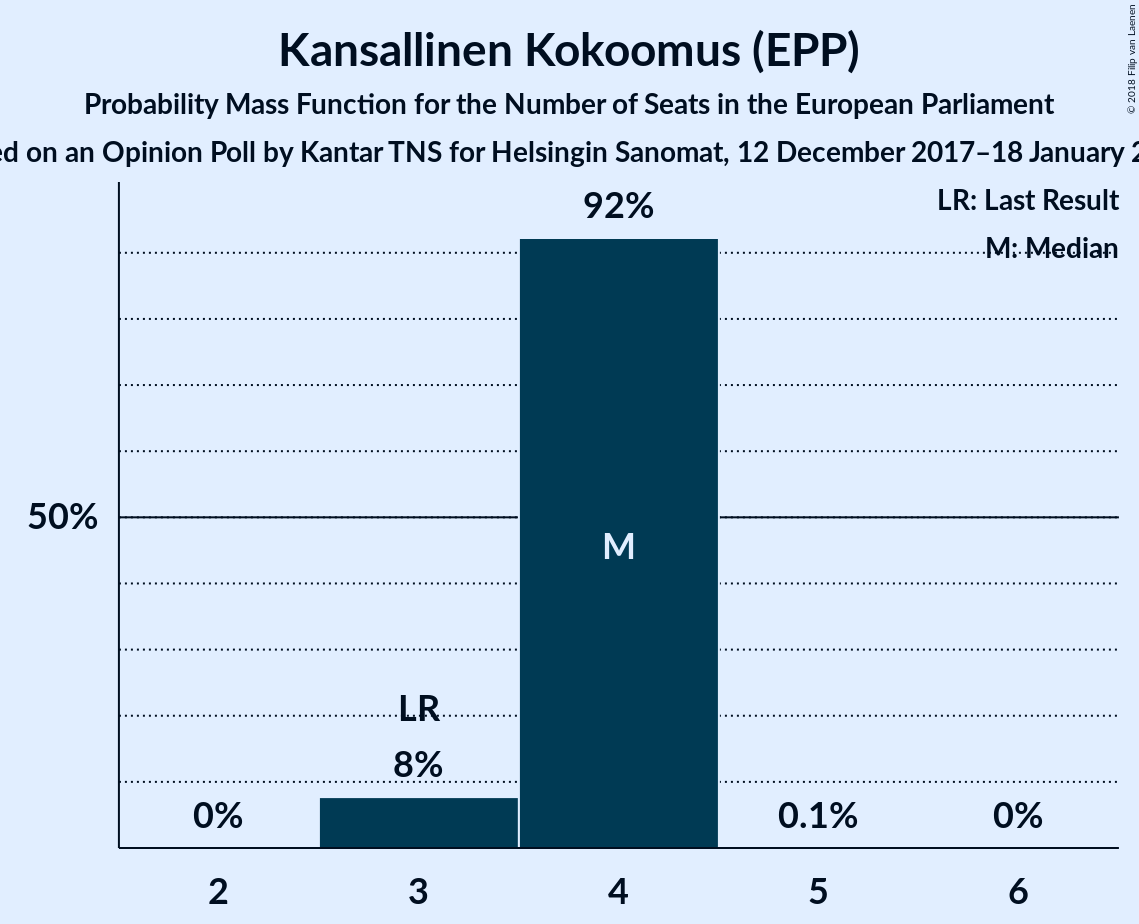 Kansallinen Kokoomus (EPP)
Probability Mass Function for the Number of Seats in the European Parliament
on an Opinion Poll by Kantar TNS for Helsingin Sanomat, 12 December 2017–18 January
© 2018 Filip van Laenen
LR: Last Result
M: Median
92%
50%
M
LR
8%
0%
0.1%
0%
2
3
4
5
6